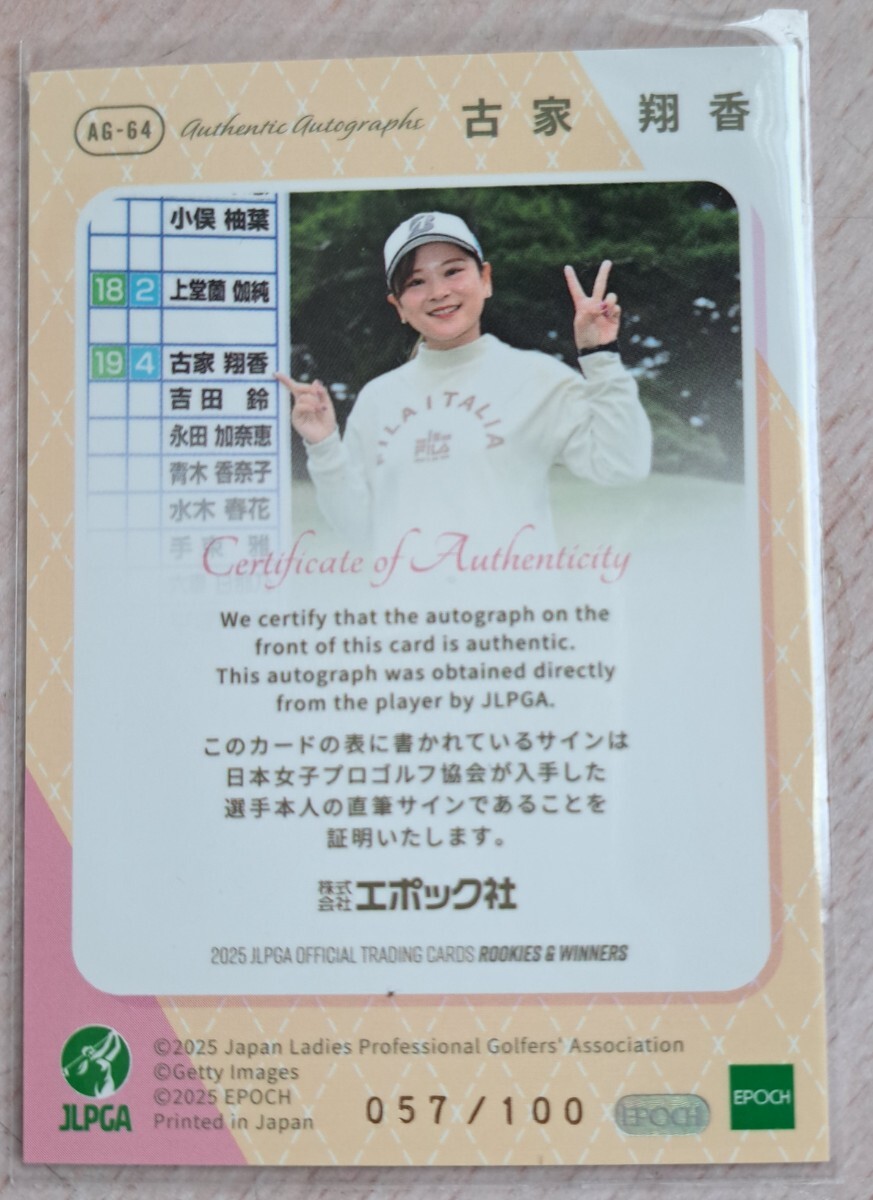 AG-64 Authentic Autographs 古家 翔香
小俣 柚葉
18 2 上堂薗 伽純
19 4 古家 翔香
吉田 鈴
永田 加奈恵
青木 香奈子
水木 春花
FILA ITALIA
FILA
Certificate of Authenticity
We certify that the autograph on the
front of this card is authentic.
This autograph was obtained directly
from the player by JLPGA.
このカードの表に書かれているサインは
日本女子プロゴルフ協会が入手した
選手本人の直筆サインであることを
証明いたします。
株式会社エポック社
2025 JLPGA OFFICIAL TRADING CARDS ROOKIES & WINNERS
©2025 Japan Ladies Professional Golfers' Association
©Getty Images
©2025 EPOCH
Printed in Japan
JLPGA
057/100
EPOCH
EPOCH